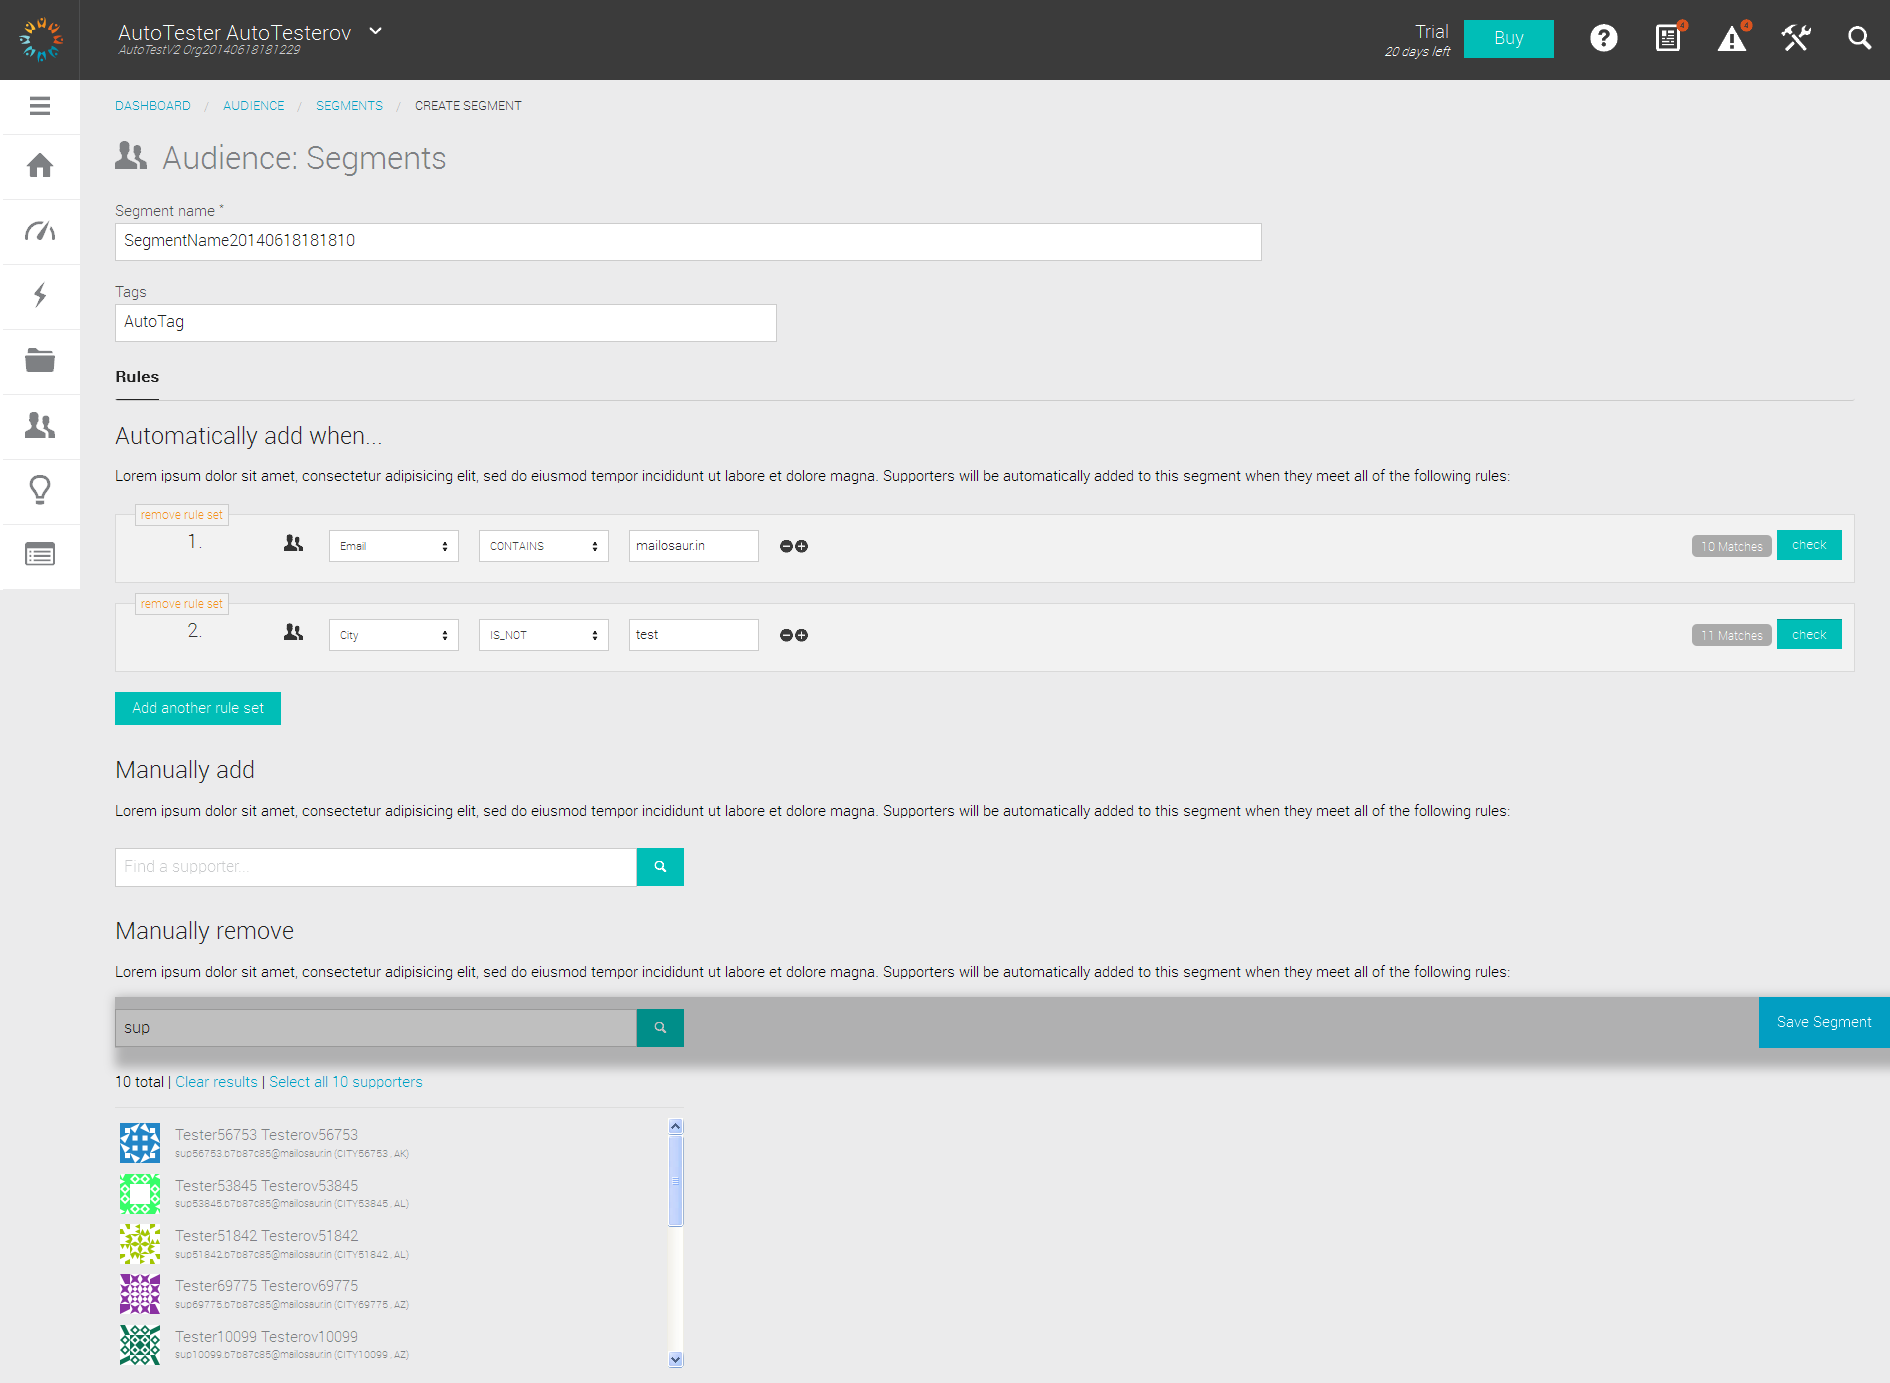 AutoTester AutoTesterov
AutoTestV2 Org20140618181229
Trial
20 days left
Buy
4
4
DASHBOARD / AUDIENCE / SEGMENTS / CREATE SEGMENT
Audience: Segments
Segment name *
SegmentName20140618181810
Tags
AutoTag
Rules
Automatically add when...
Lorem ipsum dolor sit amet, consectetur adipisicing elit, sed do eiusmod tempor incididunt ut labore et dolore magna. Supporters will be automatically added to this segment when they meet all of the following rules:
remove rule set
1. Email CONTAINS mailosaur.in 10 Matches check
remove rule set
2. City IS_NOT test 11 Matches check
Add another rule set
Manually add
Lorem ipsum dolor sit amet, consectetur adipisicing elit, sed do eiusmod tempor incididunt ut labore et dolore magna. Supporters will be automatically added to this segment when they meet all of the following rules:
Find a supporter...
Manually remove
Lorem ipsum dolor sit amet, consectetur adipisicing elit, sed do eiusmod tempor incididunt ut labore et dolore magna. Supporters will be automatically added to this segment when they meet all of the following rules:
sup
Save Segment
10 total | Clear results | Select all 10 supporters
Tester56753 Testerov56753
sup56753.b7b87c85@mailosaur.in (CITY56753 , AK)
Tester53845 Testerov53845
sup53845.b7b87c85@mailosaur.in (CITY53845 , AL)
Tester51842 Testerov51842
sup51842.b7b87c85@mailosaur.in (CITY51842 , AL)
Tester69775 Testerov69775
sup69775.b7b87c85@mailosaur.in (CITY69775 , AZ)
Tester10099 Testerov10099
sup10099.b7b87c85@mailosaur.in (CITY10099 , AZ)